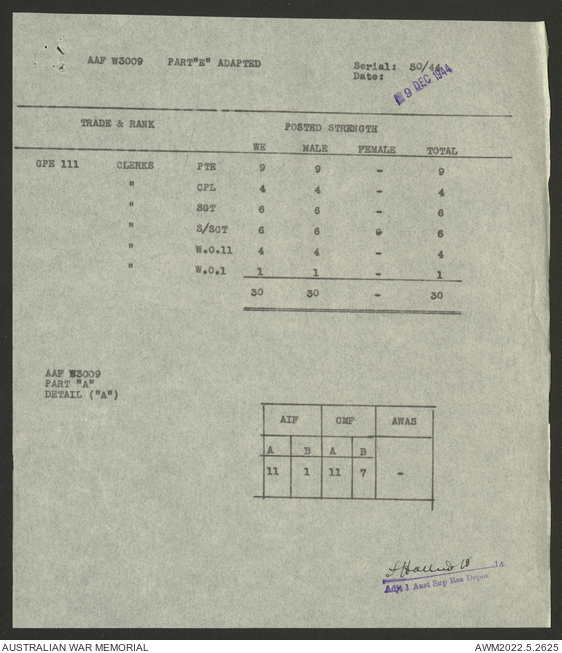 AAF W3009 PART"E" ADAPTED
Serial: 50/44
Date: 9 DEC 1944
TRADE & RANK POSTED STRENGTH
WE MALE FEMALE TOTAL
GPE 111 CLERKS PTE 9 9 - 9
" CPL 4 4 - 4
" SGT 6 6 - 6
" S/SGT 6 6 - 6
" W.O.11 4 4 - 4
" W.O.1 1 1 - 1
30 30 - 30
AAF W3009
PART "A"
DETAIL ("A")
AIF CMF AWAS
A B A B
11 1 11 7 -
Lt
Adjt 1 Aust Sup Res Depot
AUSTRALIAN WAR MEMORIAL AWM2022.5.2625